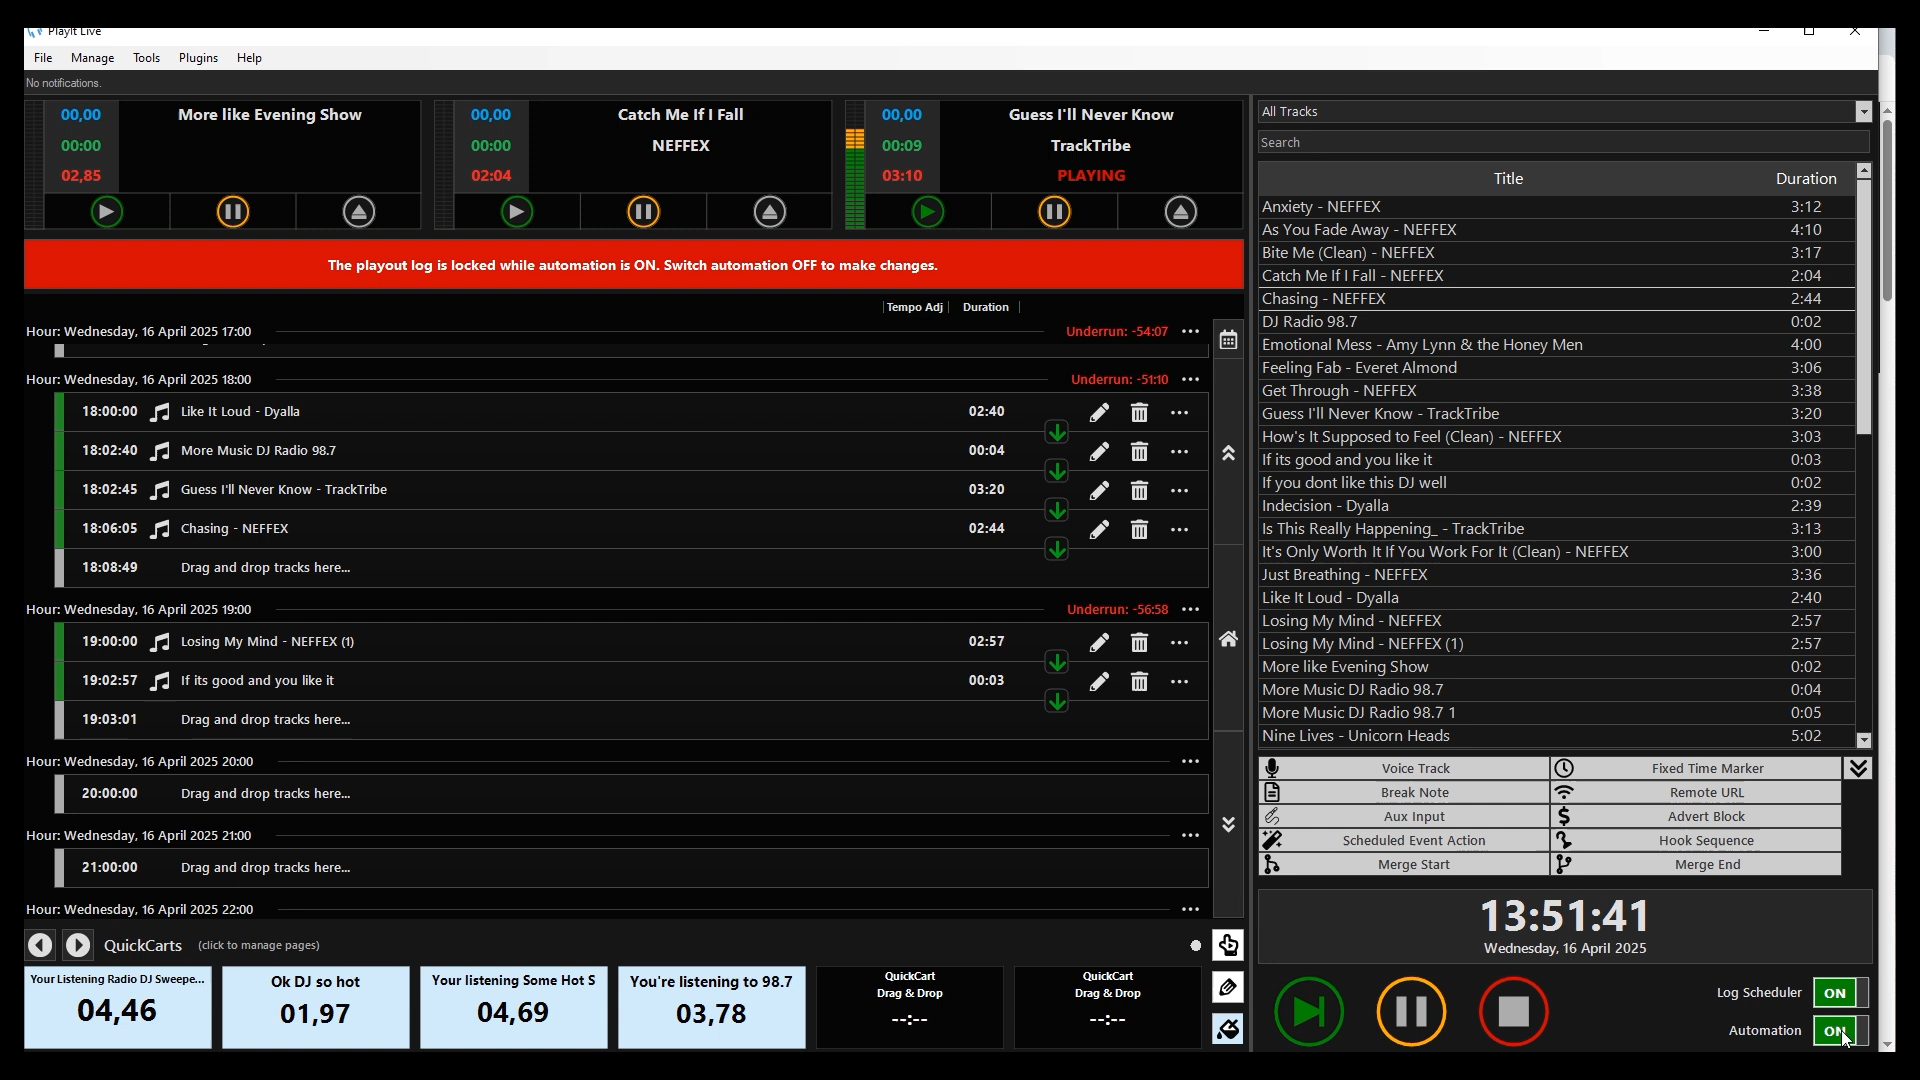 PlayIt Live
File Manage Tools Plugins Help
No notifications.
00,00 More like Evening Show
00:00
02,85
00,00 Catch Me If I Fall
00:00 NEFFEX
02:04
00,00 Guess I'll Never Know
00:09 TrackTribe
03:10 PLAYING
The playout log is locked while automation is ON. Switch automation OFF to make changes.
Tempo Adj Duration
Hour: Wednesday, 16 April 2025 17:00 Underrun: -54:07
Hour: Wednesday, 16 April 2025 18:00 Underrun: -51:10
18:00:00 Like It Loud - Dyalla 02:40
18:02:40 More Music DJ Radio 98.7 00:04
18:02:45 Guess I'll Never Know - TrackTribe 03:20
18:06:05 Chasing - NEFFEX 02:44
18:08:49 Drag and drop tracks here...
Hour: Wednesday, 16 April 2025 19:00 Underrun: -56:58
19:00:00 Losing My Mind - NEFFEX (1) 02:57
19:02:57 If its good and you like it 00:03
19:03:01 Drag and drop tracks here...
Hour: Wednesday, 16 April 2025 20:00
20:00:00 Drag and drop tracks here...
Hour: Wednesday, 16 April 2025 21:00
21:00:00 Drag and drop tracks here...
Hour: Wednesday, 16 April 2025 22:00
QuickCarts (click to manage pages)
Your Listening Radio DJ Sweepe...
04,46
Ok DJ so hot
01,97
Your listening Some Hot S
04,69
You're listening to 98.7
03,78
QuickCart
Drag & Drop
--:--
QuickCart
Drag & Drop
--:--
All Tracks
Search
Title Duration
Anxiety - NEFFEX 3:12
As You Fade Away - NEFFEX 4:10
Bite Me (Clean) - NEFFEX 3:17
Catch Me If I Fall - NEFFEX 2:04
Chasing - NEFFEX 2:44
DJ Radio 98.7 0:02
Emotional Mess - Amy Lynn & the Honey Men 4:00
Feeling Fab - Everet Almond 3:06
Get Through - NEFFEX 3:38
Guess I'll Never Know - TrackTribe 3:20
How's It Supposed to Feel (Clean) - NEFFEX 3:03
If its good and you like it 0:03
If you dont like this DJ well 0:02
Indecision - Dyalla 2:39
Is This Really Happening_ - TrackTribe 3:13
It's Only Worth It If You Work For It (Clean) - NEFFEX 3:00
Just Breathing - NEFFEX 3:36
Like It Loud - Dyalla 2:40
Losing My Mind - NEFFEX 2:57
Losing My Mind - NEFFEX (1) 2:57
More like Evening Show 0:02
More Music DJ Radio 98.7 0:04
More Music DJ Radio 98.7 1 0:05
Nine Lives - Unicorn Heads 5:02
Voice Track Fixed Time Marker
Break Note Remote URL
Aux Input Advert Block
Scheduled Event Action Hook Sequence
Merge Start Merge End
13:51:41
Wednesday, 16 April 2025
Log Scheduler ON
Automation ON